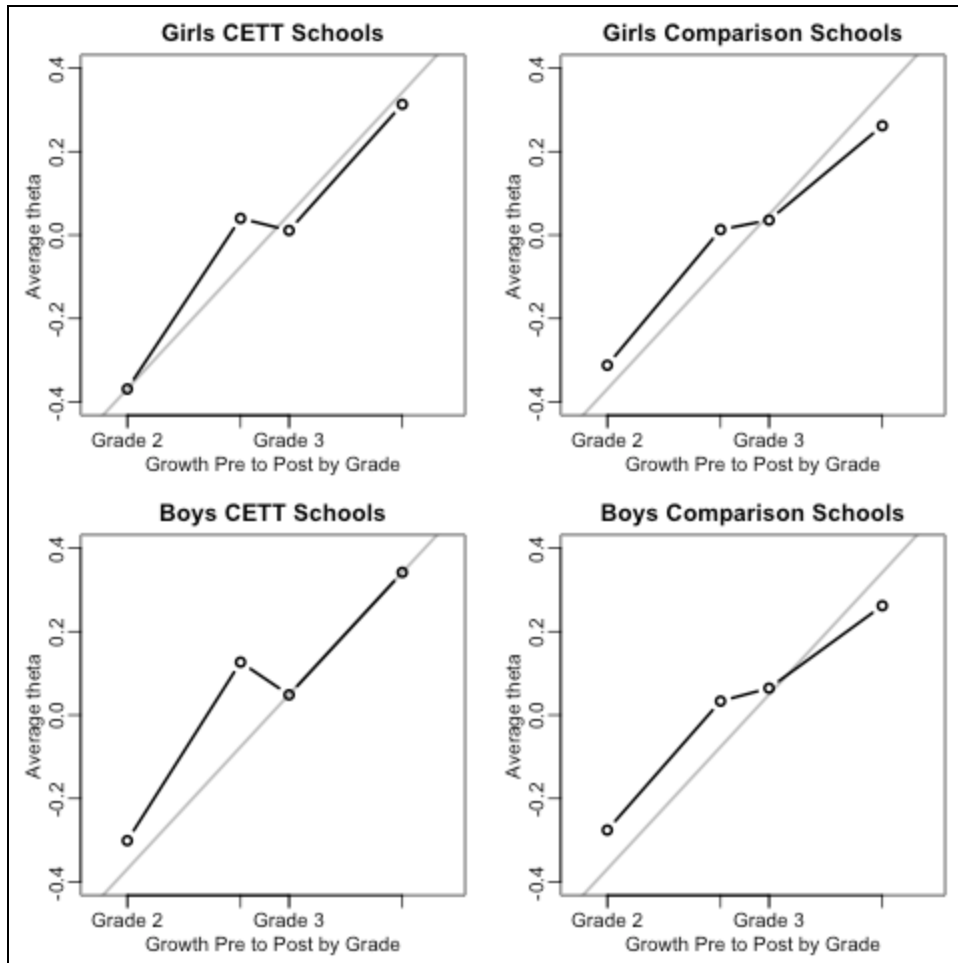 Girls CETT Schools
Average theta
0.4
0.2
0.0
-0.2
-0.4
Grade 2
Grade 3
Growth Pre to Post by Grade
Girls Comparison Schools
Average theta
0.4
0.2
0.0
-0.2
-0.4
Grade 2
Grade 3
Growth Pre to Post by Grade
Boys CETT Schools
Average theta
0.4
0.2
0.0
-0.2
-0.4
Grade 2
Grade 3
Growth Pre to Post by Grade
Boys Comparison Schools
Average theta
0.4
0.2
0.0
-0.2
-0.4
Grade 2
Grade 3
Growth Pre to Post by Grade